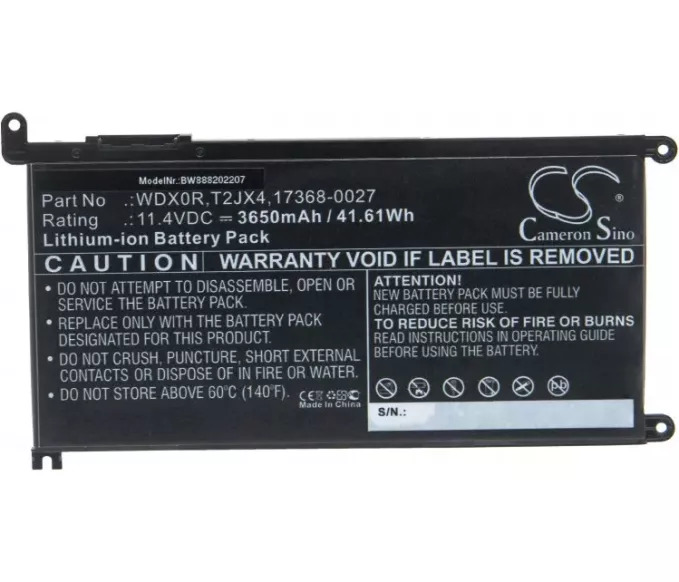 ModelNr.:BW888202207
Part No :WDX0R,T2JX4,17368-0027
Rating :11.4VDC ⎓ 3650mAh / 41.61Wh
Lithium-ion Battery Pack
CS
Cameron Sino
CAUTION WARRANTY VOID IF LABEL IS REMOVED
• DO NOT ATTEMPT TO DISASSEMBLE, OPEN OR
SERVICE THE BATTERY PACK.
• REPLACE ONLY WITH THE BATTERY PACK
DESIGNATED FOR THIS PRODUCT.
• DO NOT CRUSH, PUNCTURE, SHORT EXTERNAL
CONTACTS OR DISPOSE OF IN FIRE OR WATER.
• DO NOT STORE ABOVE 60°C (140°F)
CE
Made In China
ATTENTION!
NEW BATTERY PACK MUST BE FULLY
CHARGED BEFORE USING.
TO REDUCE RISK OF FIRE OR BURNS
READ INSTRUCTIONS IN OPERATING GUIDE
BEFORE USING BATTERY PACK
S/N.: